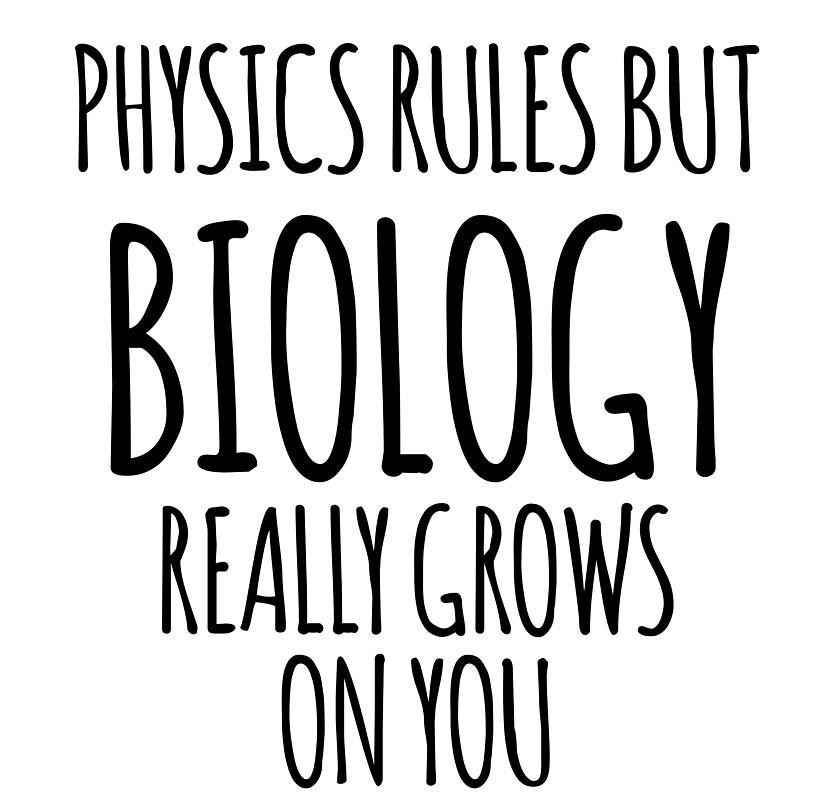 PHYSICS RULES BUT
BIOLOGY
REALLY GROWS
ON YOU